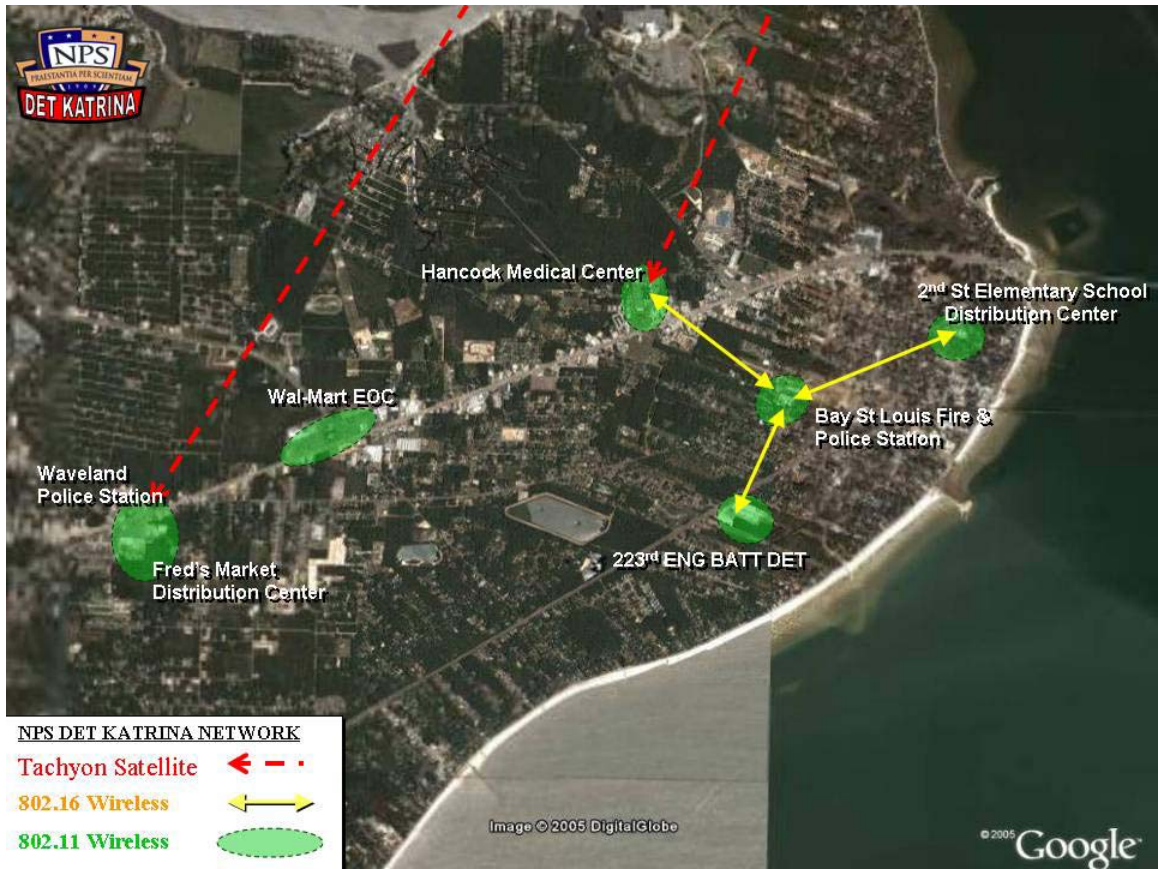 NPS
PRAESTANTIA PER SCIENTIAM
1909
DET KATRINA
Hancock Medical Center
2nd St Elementary School
Distribution Center
Wal-Mart EOC
Bay St Louis Fire &
Police Station
Waveland
Police Station
223rd ENG BATT DET
Fred's Market
Distribution Center
NPS DET KATRINA NETWORK
Tachyon Satellite
802.16 Wireless
802.11 Wireless
Image © 2005 DigitalGlobe
© 2005 Google